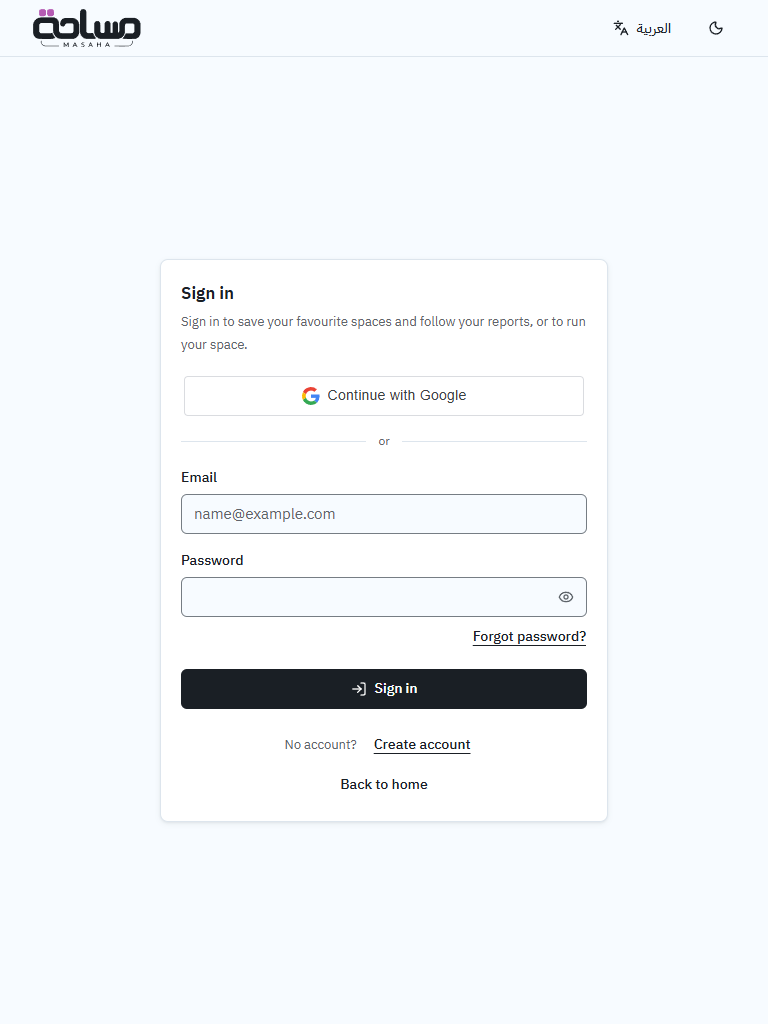 مساحة
MASAHA
العربية
Sign in
Sign in to save your favourite spaces and follow your reports, or to run
your space.
Continue with Google
or
Email
name@example.com
Password
Forgot password?
Sign in
No account? Create account
Back to home